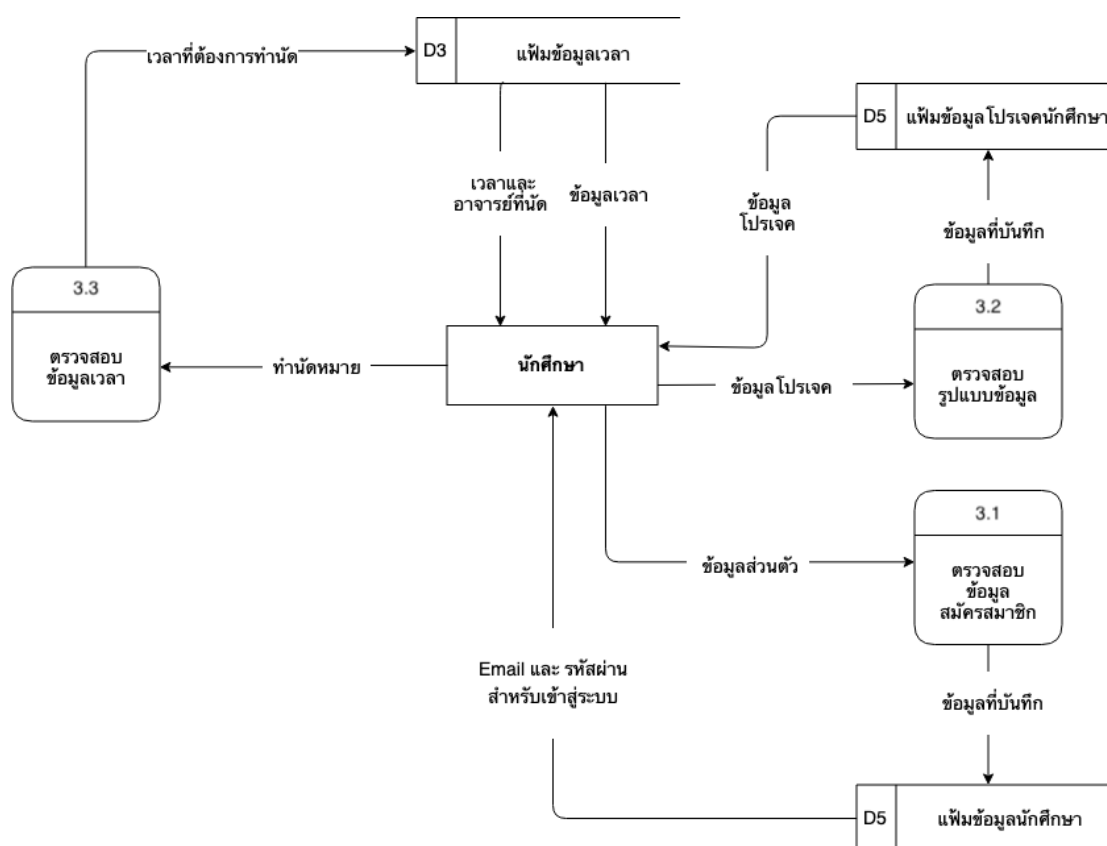 เวลาที่ต้องการทำนัด
D3
แฟ้มข้อมูลเวลา
D5
แฟ้มข้อมูลโปรเจคนักศึกษา
เวลาและ
อาจารย์ที่นัด
ข้อมูลเวลา
ข้อมูล
โปรเจค
ข้อมูลที่บันทึก
3.3
ตรวจสอบ
ข้อมูลเวลา
ทำนัดหมาย
นักศึกษา
ข้อมูลโปรเจค
3.2
ตรวจสอบ
รูปแบบข้อมูล
3.1
ตรวจสอบ
ข้อมูล
สมัครสมาชิก
ข้อมูลส่วนตัว
Email และ รหัสผ่าน
สำหรับเข้าสู่ระบบ
ข้อมูลที่บันทึก
D5
แฟ้มข้อมูลนักศึกษา